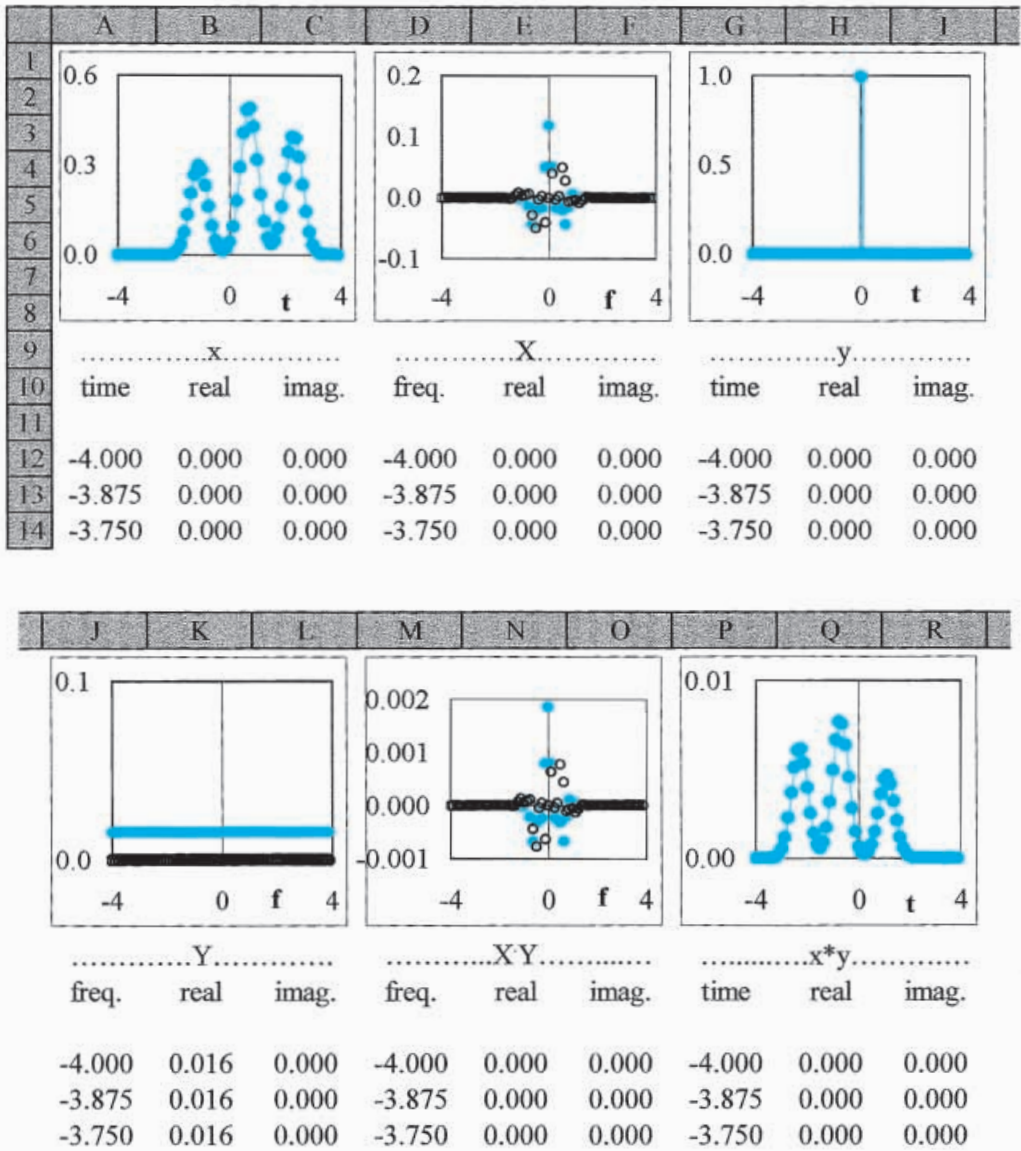 A B C D E F G H I
1
2
3
4
5
6
7
8
9
10
11
12
13
14
0.6
0.3
0.0
-4 0 t 4
0.2
0.1
0.0
-0.1
-4 0 f 4
1.0
0.5
0.0
-4 0 t 4
..............x............. ..............X............. ..............y.............
time real imag. freq. real imag. time real imag.
-4.000 0.000 0.000 -4.000 0.000 0.000 -4.000 0.000 0.000
-3.875 0.000 0.000 -3.875 0.000 0.000 -3.875 0.000 0.000
-3.750 0.000 0.000 -3.750 0.000 0.000 -3.750 0.000 0.000
J K L M N O P Q R
0.1
0.0
-4 0 f 4
0.002
0.001
0.000
-0.001
-4 0 f 4
0.01
0.00
-4 0 t 4
.............Y............. ............X·Y............. ............x*y.............
freq. real imag. freq. real imag. time real imag.
-4.000 0.016 0.000 -4.000 0.000 0.000 -4.000 0.000 0.000
-3.875 0.016 0.000 -3.875 0.000 0.000 -3.875 0.000 0.000
-3.750 0.016 0.000 -3.750 0.000 0.000 -3.750 0.000 0.000